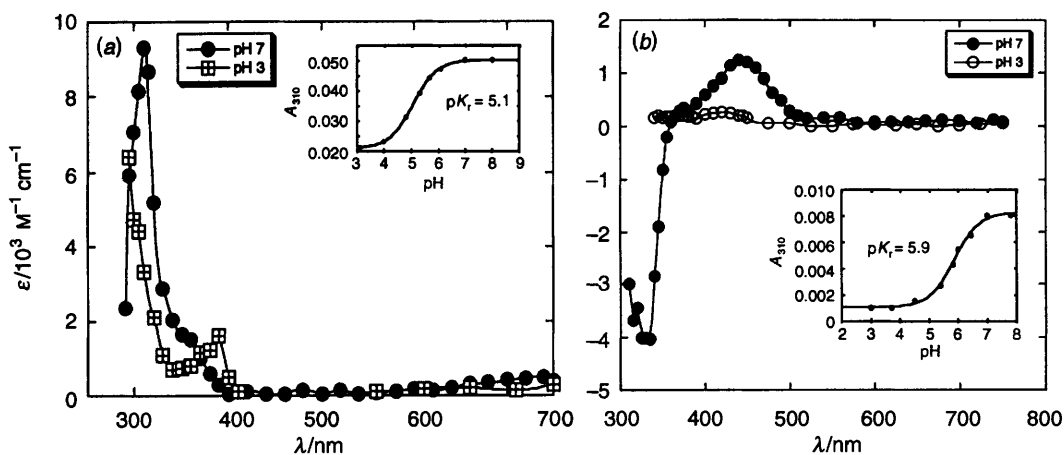 (a)
pH 7
pH 3
ε/10³ M⁻¹ cm⁻¹
10
8
6
4
2
0
300
400
500
600
700
λ/nm
A₃₁₀
0.050
0.040
0.030
0.020
pKᵣ = 5.1
3 4 5 6 7 8 9
pH
(b)
pH 7
pH 3
2
1
0
−1
−2
−3
−4
−5
300
400
500
600
700
800
λ/nm
A₃₁₀
0.010
0.008
0.006
0.004
0.002
0
pKᵣ = 5.9
2 3 4 5 6 7 8
pH